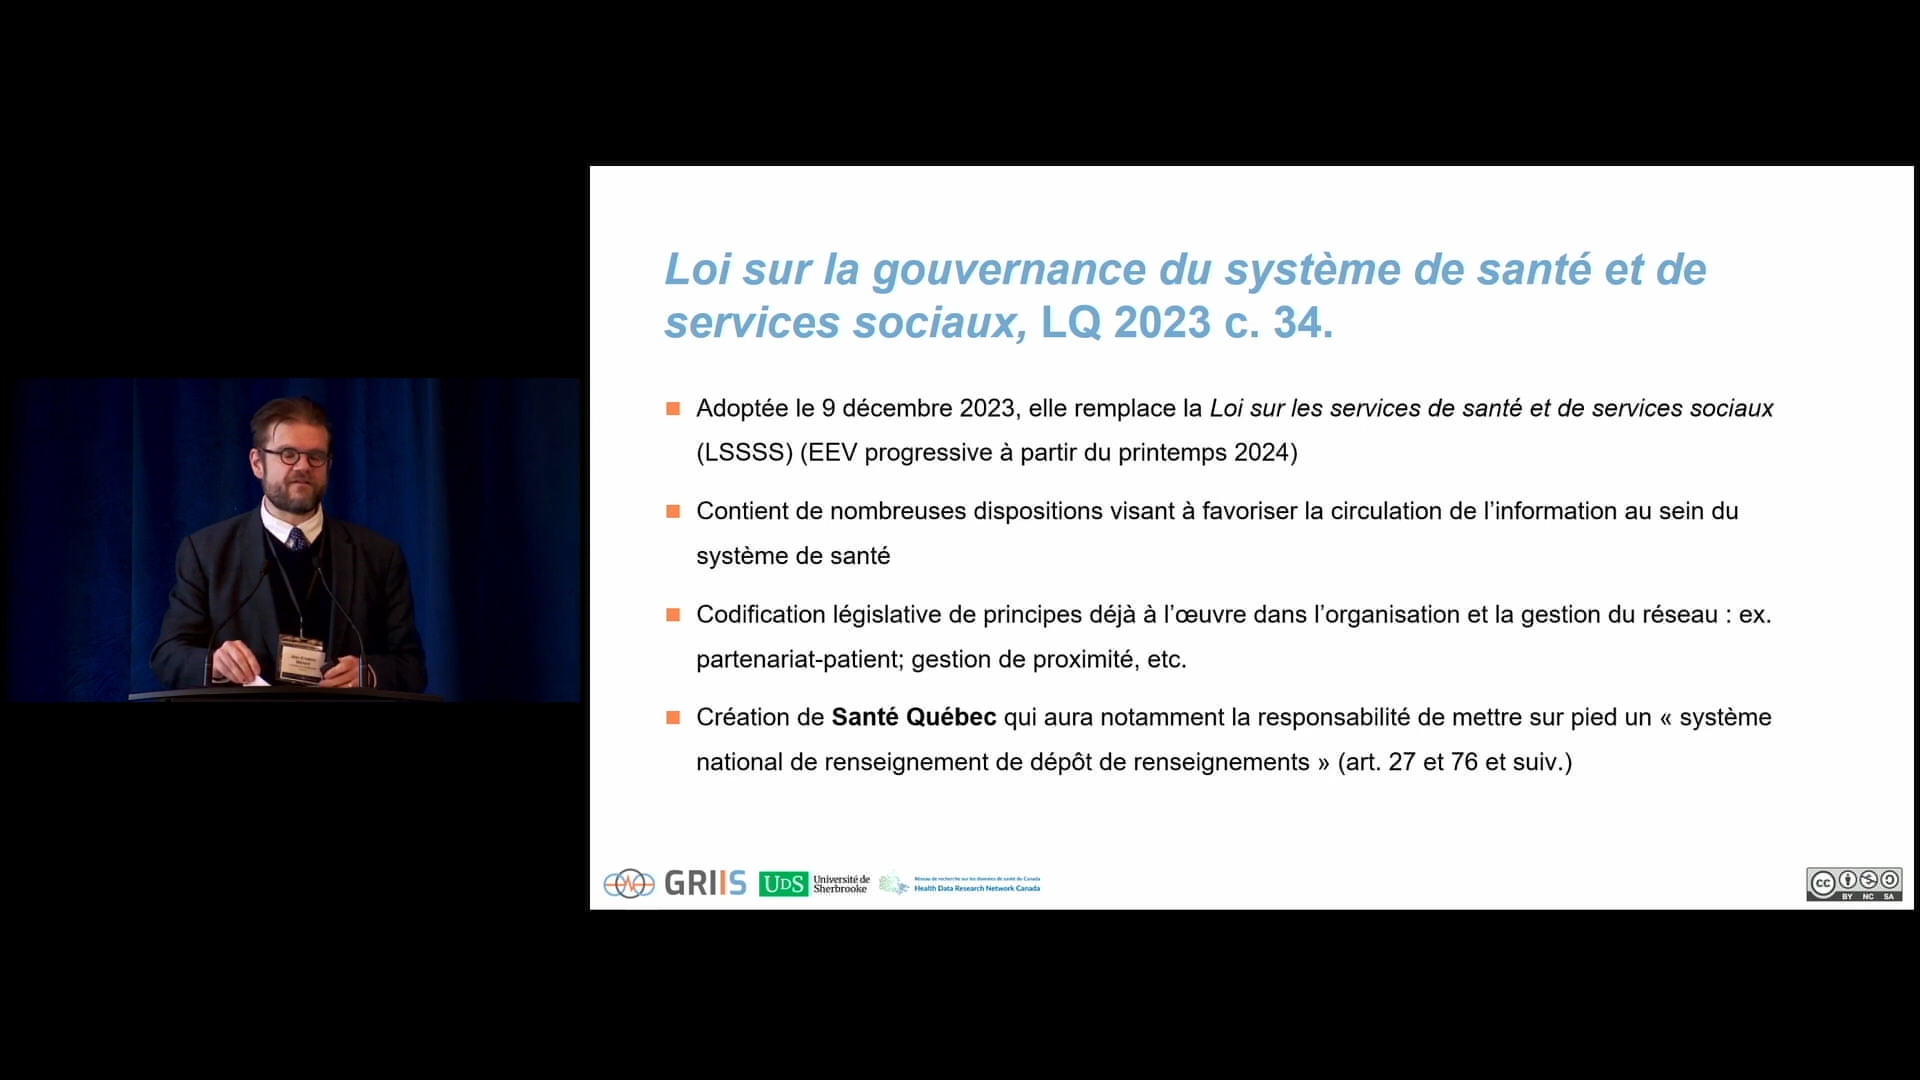 Loi sur la gouvernance du système de santé et de
services sociaux, LQ 2023 c. 34.
Adoptée le 9 décembre 2023, elle remplace la Loi sur les services de santé et de services sociaux
(LSSSS) (EEV progressive à partir du printemps 2024)
Contient de nombreuses dispositions visant à favoriser la circulation de l’information au sein du
système de santé
Codification législative de principes déjà à l’œuvre dans l’organisation et la gestion du réseau : ex.
partenariat-patient; gestion de proximité, etc.
Création de Santé Québec qui aura notamment la responsabilité de mettre sur pied un « système
national de renseignement de dépôt de renseignements » (art. 27 et 76 et suiv.)
GRIIS
UDS
Université de
Sherbrooke
Réseau de recherche sur les données de santé du Canada
Health Data Research Network Canada
cc
BY NC SA